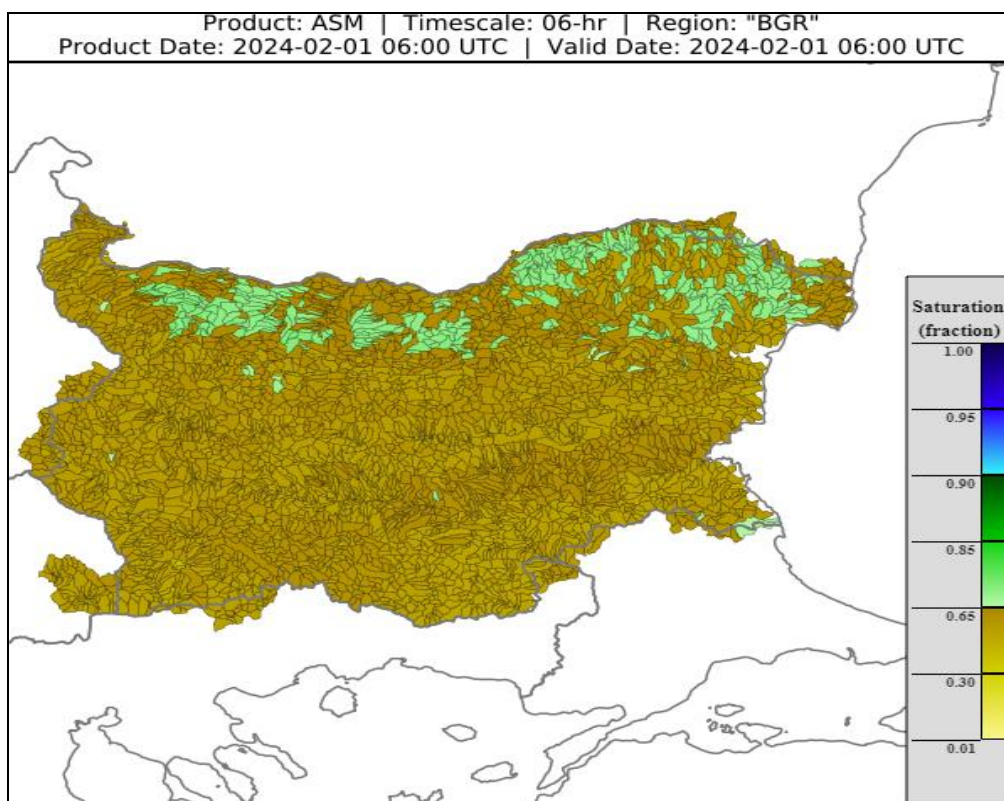 Product: ASM | Timescale: 06-hr | Region: "BGR"
Product Date: 2024-02-01 06:00 UTC | Valid Date: 2024-02-01 06:00 UTC
Saturation
(fraction)
1.00
0.95
0.90
0.85
0.65
0.30
0.01